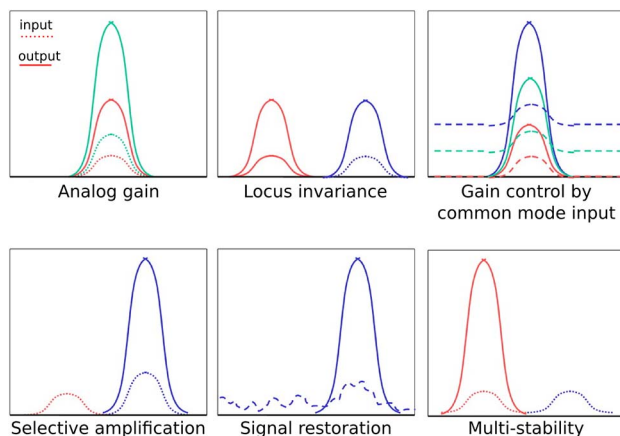 input
output
Analog gain
Locus invariance
Gain control by
common mode input
Selective amplification
Signal restoration
Multi-stability